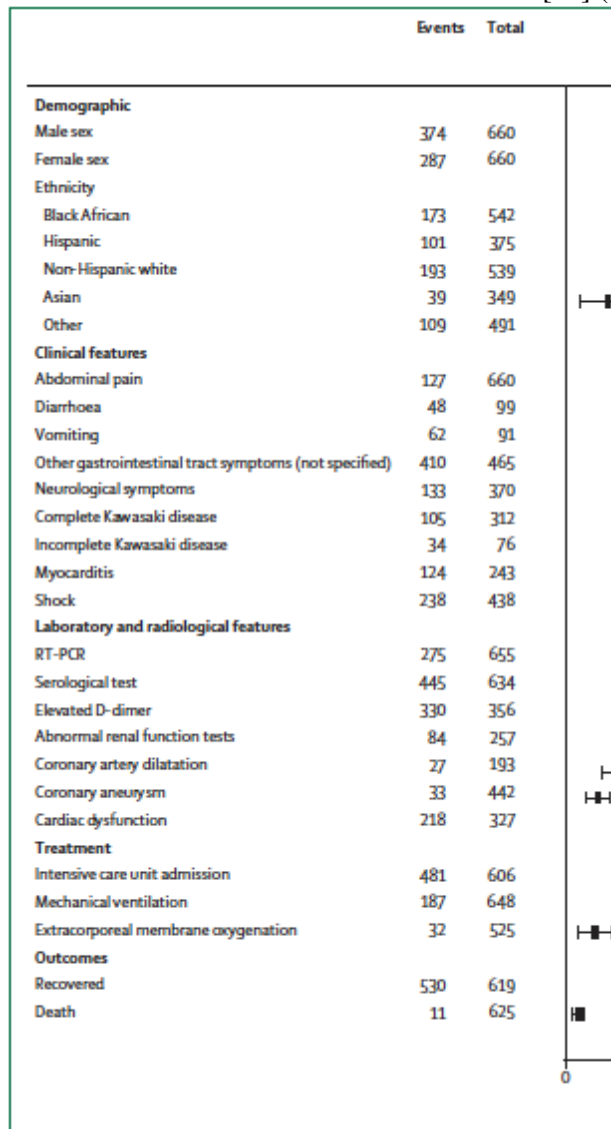 Events Total
Demographic
Male sex 374 660
Female sex 287 660
Ethnicity
Black African 173 542
Hispanic 101 375
Non-Hispanic white 193 539
Asian 39 349
Other 109 491
Clinical features
Abdominal pain 127 660
Diarrhoea 48 99
Vomiting 62 91
Other gastrointestinal tract symptoms (not specified) 410 465
Neurological symptoms 133 370
Complete Kawasaki disease 105 312
Incomplete Kawasaki disease 34 76
Myocarditis 124 243
Shock 238 438
Laboratory and radiological features
RT-PCR 275 655
Serological test 445 634
Elevated D-dimer 330 356
Abnormal renal function tests 84 257
Coronary artery dilatation 27 193
Coronary aneurysm 33 442
Cardiac dysfunction 218 327
Treatment
Intensive care unit admission 481 606
Mechanical ventilation 187 648
Extracorporeal membrane oxygenation 32 525
Outcomes
Recovered 530 619
Death 11 625
0